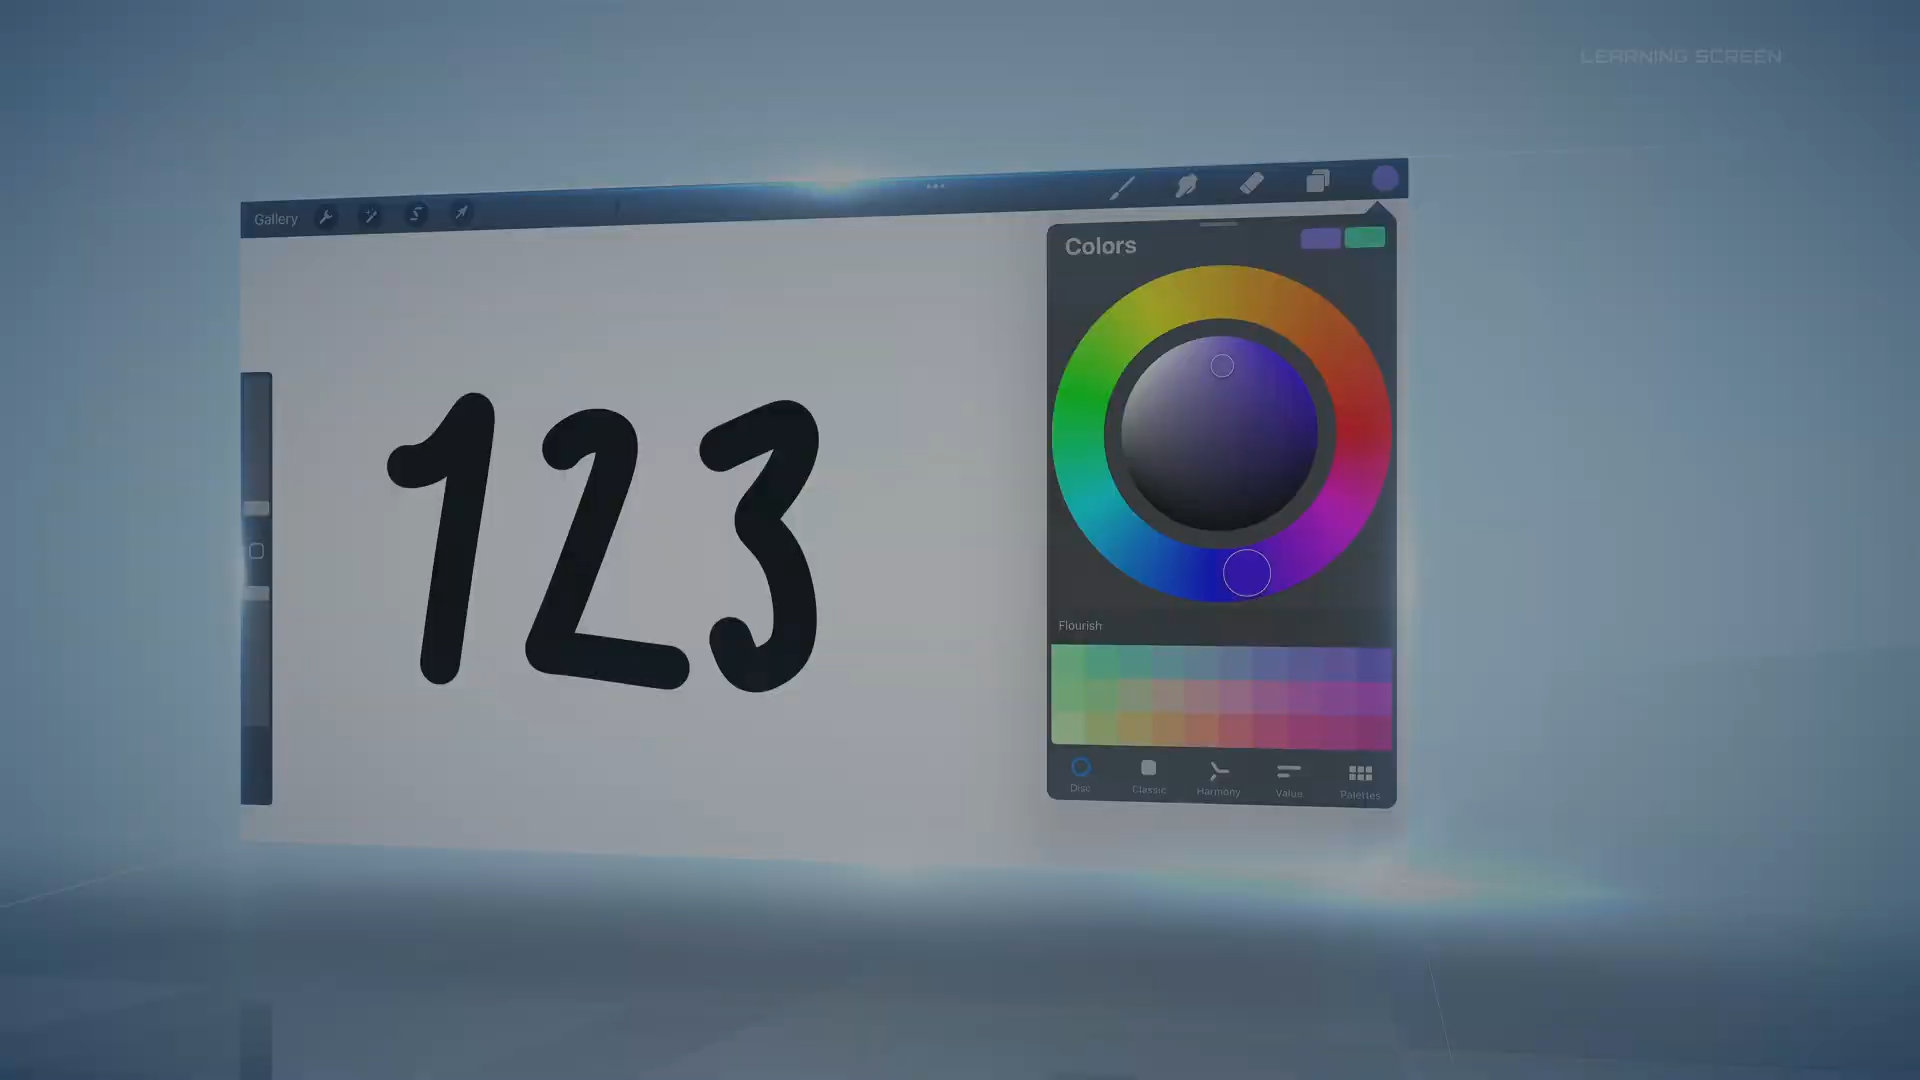 LEARNING SCREEN
Gallery
Colors
123
Flourish
Disc Classic Harmony Value Palettes